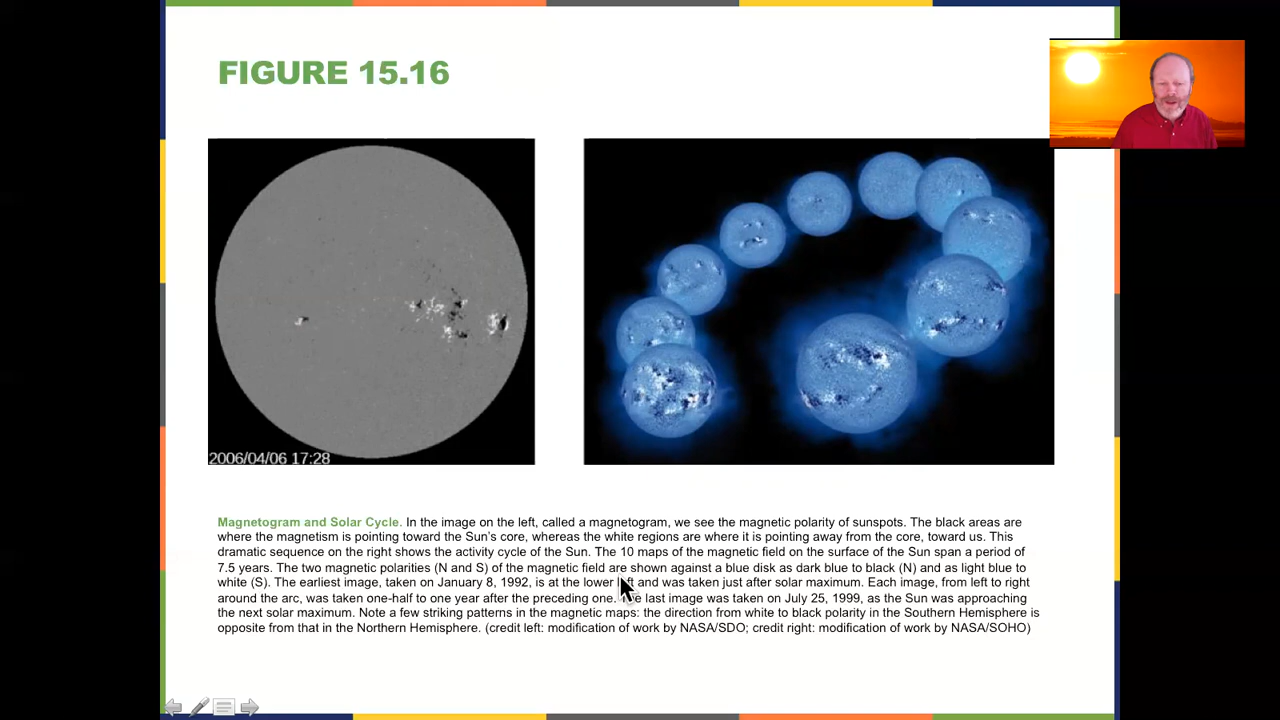 FIGURE 15.16
2006/04/06 17:28
Magnetogram and Solar Cycle. In the image on the left, called a magnetogram, we see the magnetic polarity of sunspots. The black areas are
where the magnetism is pointing toward the Sun's core, whereas the white regions are where it is pointing away from the core, toward us. This
dramatic sequence on the right shows the activity cycle of the Sun. The 10 maps of the magnetic field on the surface of the Sun span a period of
7.5 years. The two magnetic polarities (N and S) of the magnetic field are shown against a blue disk as dark blue to black (N) and as light blue to
white (S). The earliest image, taken on January 8, 1992, is at the lower left and was taken just after solar maximum. Each image, from left to right
around the arc, was taken one-half to one year after the preceding one. The last image was taken on July 25, 1999, as the Sun was approaching
the next solar maximum. Note a few striking patterns in the magnetic maps: the direction from white to black polarity in the Southern Hemisphere is
opposite from that in the Northern Hemisphere. (credit left: modification of work by NASA/SDO; credit right: modification of work by NASA/SOHO)